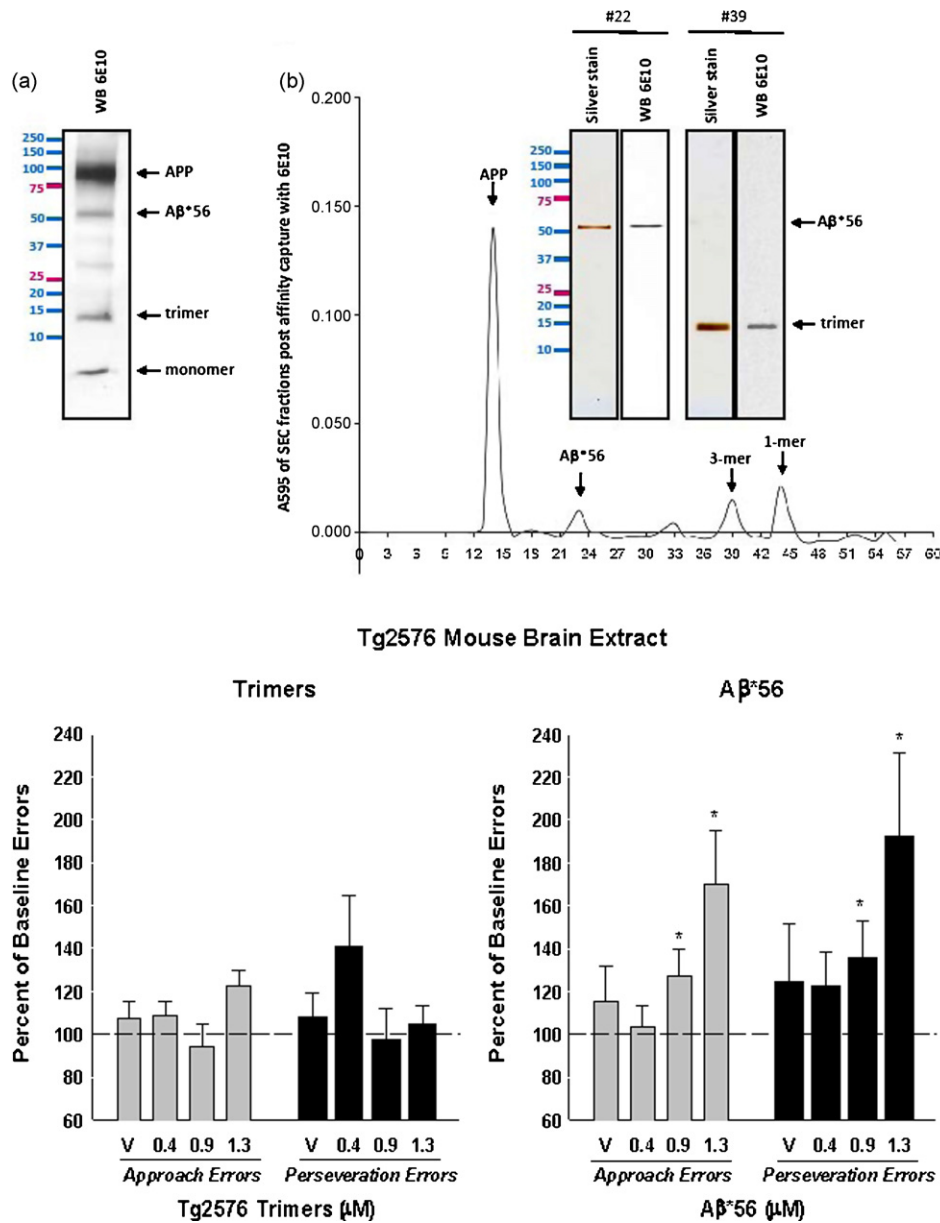 (a)
WB 6E10
250
150
100
75
50
37
25
20
15
10
APP
Aβ*56
trimer
monomer
(b)
#22
#39
Silver stain
WB 6E10
Silver stain
WB 6E10
250
150
100
75
50
37
25
20
15
10
Aβ*56
trimer
A595 of SEC fractions post affinity capture with 6E10
0.200
0.150
0.100
0.050
0.000
APP
Aβ*56
3-mer
1-mer
0 3 3 6 12 15 19 21 24 27 30 33 26 39 42 45 48 51 54 57 60
Tg2576 Mouse Brain Extract
Trimers
Percent of Baseline Errors
240
220
200
180
160
140
120
100
80
60
V 0.4 0.9 1.3 V 0.4 0.9 1.3
Approach Errors Perseveration Errors
Tg2576 Trimers (μM)
Aβ*56
Percent of Baseline Errors
240
220
200
180
160
140
120
100
80
60
*
*
*
*
V 0.4 0.9 1.3 V 0.4 0.9 1.3
Approach Errors Perseveration Errors
Aβ*56 (μM)